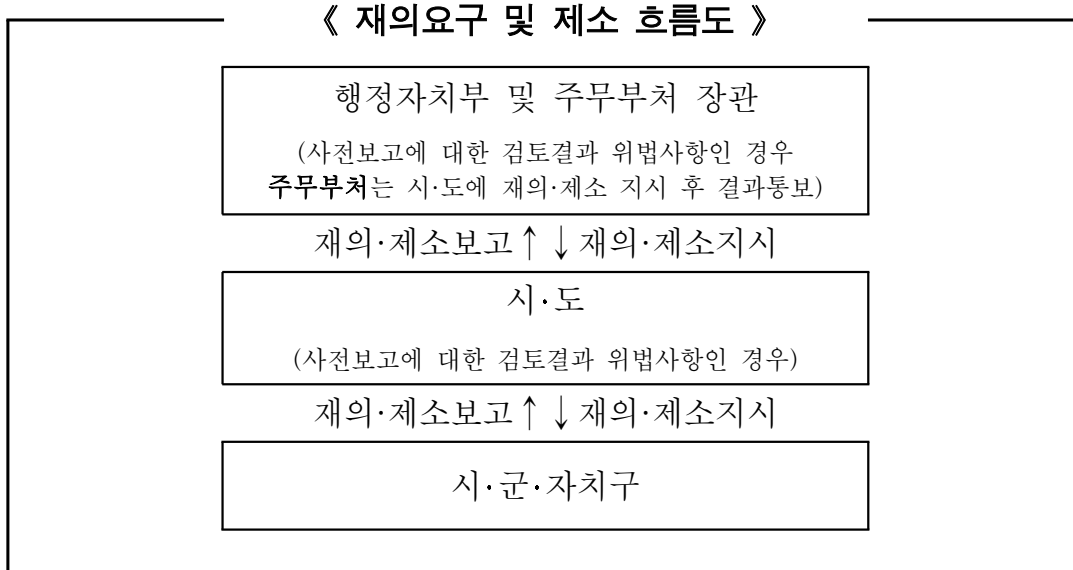 《 재의요구 및 제소 흐름도 》
행정자치부 및 주무부처 장관
(사전보고에 대한 검토결과 위법사항인 경우
주무부처는 시·도에 재의·제소 지시 후 결과통보)
재의·제소보고↑↓재의·제소지시
시·도
(사전보고에 대한 검토결과 위법사항인 경우)
재의·제소보고↑↓재의·제소지시
시·군·자치구